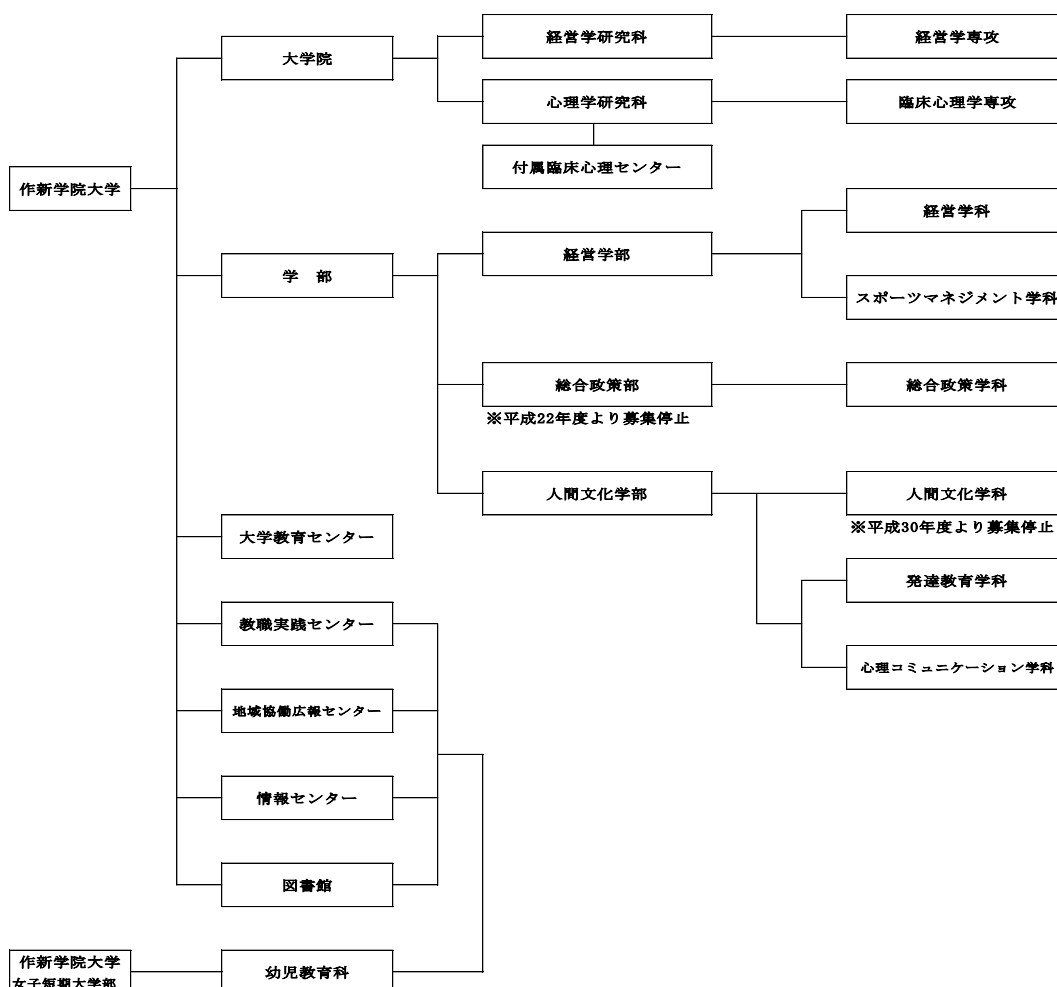 経営学研究科
経営学専攻
大学院
心理学研究科
臨床心理学専攻
付属臨床心理センター
作新学院大学
経営学科
経営学部
学　部
スポーツマネジメント学科
総合政策部
総合政策学科
※平成22年度より募集停止
人間文化学部
人間文化学科
※平成30年度より募集停止
大学教育センター
発達教育学科
教職実践センター
心理コミュニケーション学科
地域協働広報センター
情報センター
図書館
作新学院大学
女子短期大学部
幼児教育科